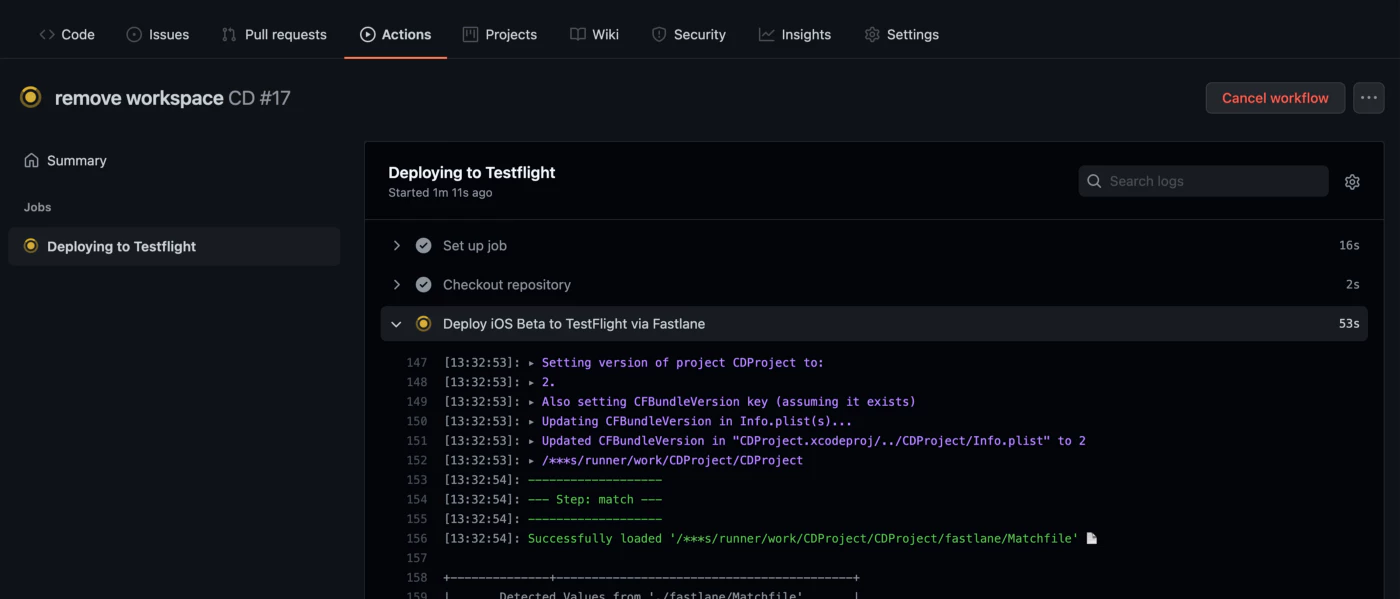 Code Issues Pull requests Actions Projects Wiki Security Insights Settings
remove workspace CD #17
Cancel workflow
Summary
Jobs
Deploying to Testflight
Deploying to Testflight
Started 1m 11s ago
Search logs
Set up job 16s
Checkout repository 2s
Deploy iOS Beta to TestFlight via Fastlane 53s
147 [13:32:53]: ▸ Setting version of project CDProject to:
148 [13:32:53]: ▸ 2.
149 [13:32:53]: ▸ Also setting CFBundleVersion key (assuming it exists)
150 [13:32:53]: ▸ Updating CFBundleVersion in Info.plist(s)...
151 [13:32:53]: ▸ Updated CFBundleVersion in "CDProject.xcodeproj/../CDProject/Info.plist" to 2
152 [13:32:53]: ▸ /***s/runner/work/CDProject/CDProject
153 [13:32:54]: -------------------
154 [13:32:54]: --- Step: match ---
155 [13:32:54]: -------------------
156 [13:32:54]: Successfully loaded '/***s/runner/work/CDProject/CDProject/fastlane/Matchfile' 📄
157
158 +--------------+------------------------------------------+
159 | Detected Values from './fastlane/Matchfile' |